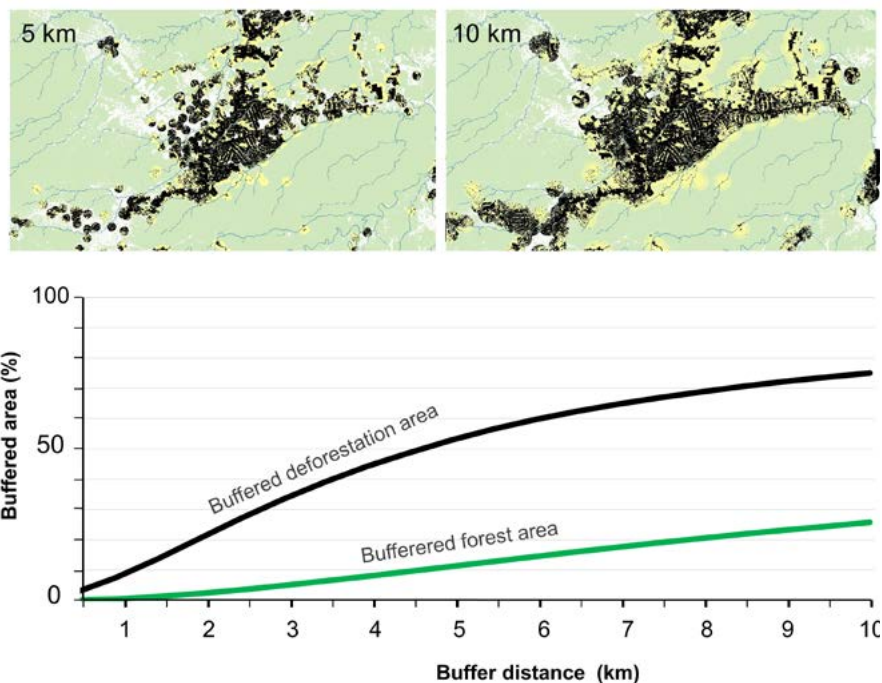 5 km
10 km
100
Buffered area (%)
50
0
Buffered deforestation area
Bufferered forest area
1 2 3 4 5 6 7 8 9 10
Buffer distance (km)